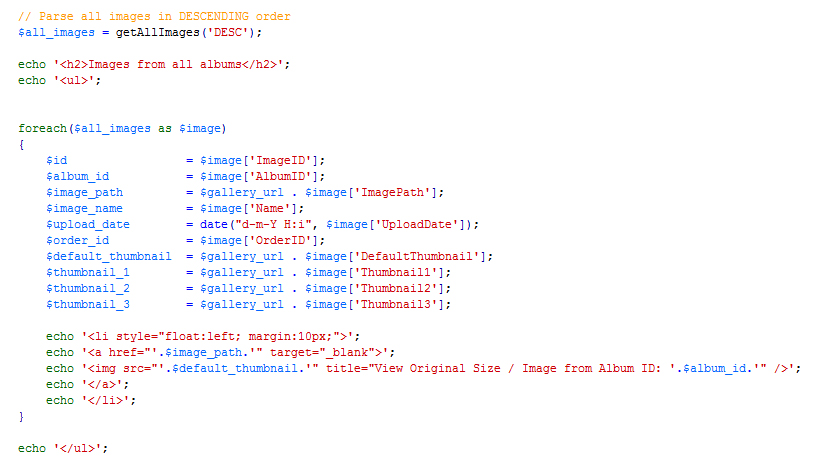 // Parse all images in DESCENDING order
$all_images = getAllImages('DESC');
echo '<h2>Images from all albums</h2>';
echo '<ul>';
foreach($all_images as $image)
{
$id = $image['ImageID'];
$album_id = $image['AlbumID'];
$image_path = $gallery_url . $image['ImagePath'];
$image_name = $image['Name'];
$upload_date = date("d-m-Y H:i", $image['UploadDate']);
$order_id = $image['OrderID'];
$default_thumbnail = $gallery_url . $image['DefaultThumbnail'];
$thumbnail_1 = $gallery_url . $image['Thumbnail1'];
$thumbnail_2 = $gallery_url . $image['Thumbnail2'];
$thumbnail_3 = $gallery_url . $image['Thumbnail3'];
echo '<li style="float:left; margin:10px;">';
echo '<a href="'.$image_path.'" target="_blank">';
echo '<img src="'.$default_thumbnail.'" title="View Original Size / Image from Album ID: '.$album_id.'" />';
echo '</a>';
echo '</li>';
}
echo '</ul>';